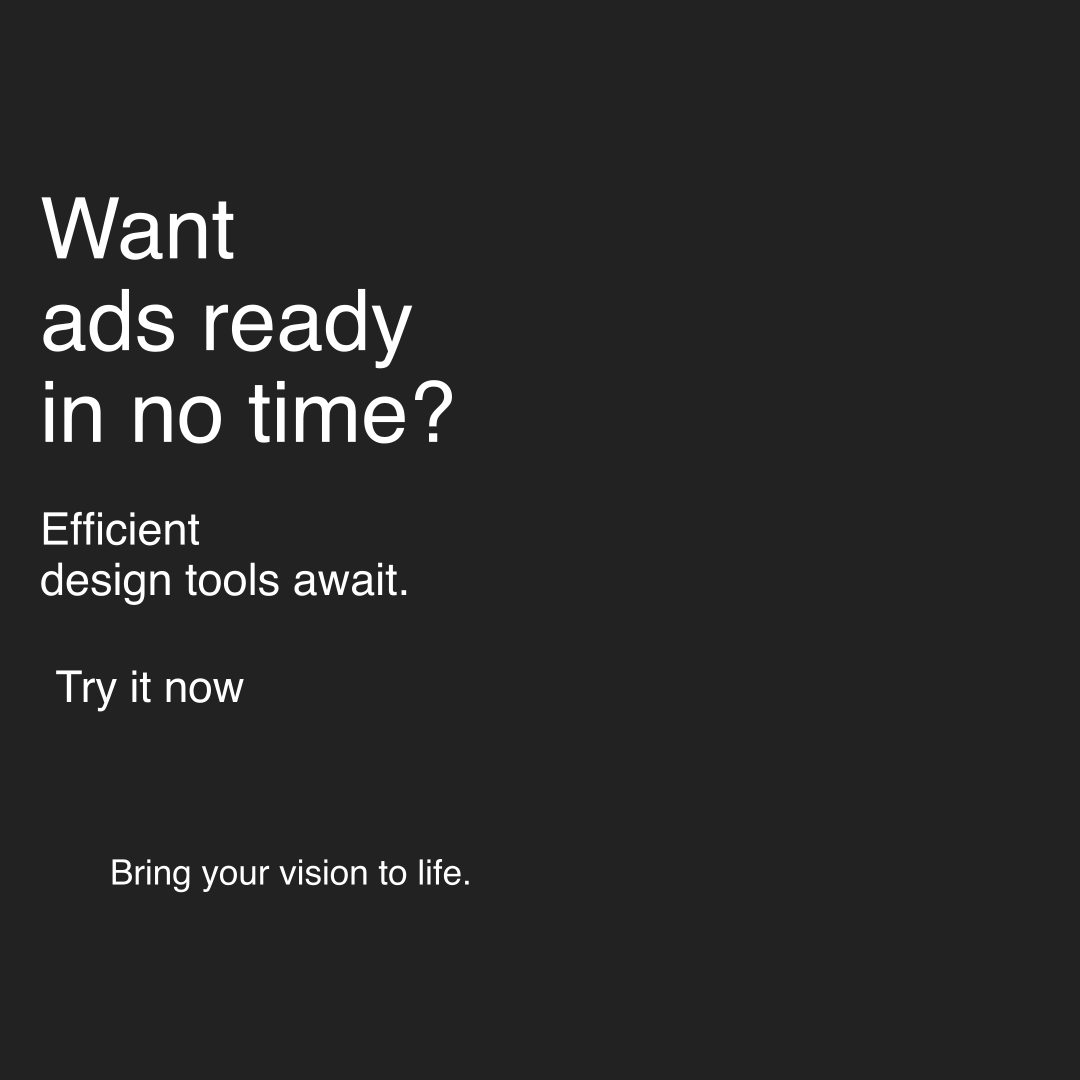 Want
ads ready
in no time?
Efficient
design tools await.
Try it now
Bring your vision to life.